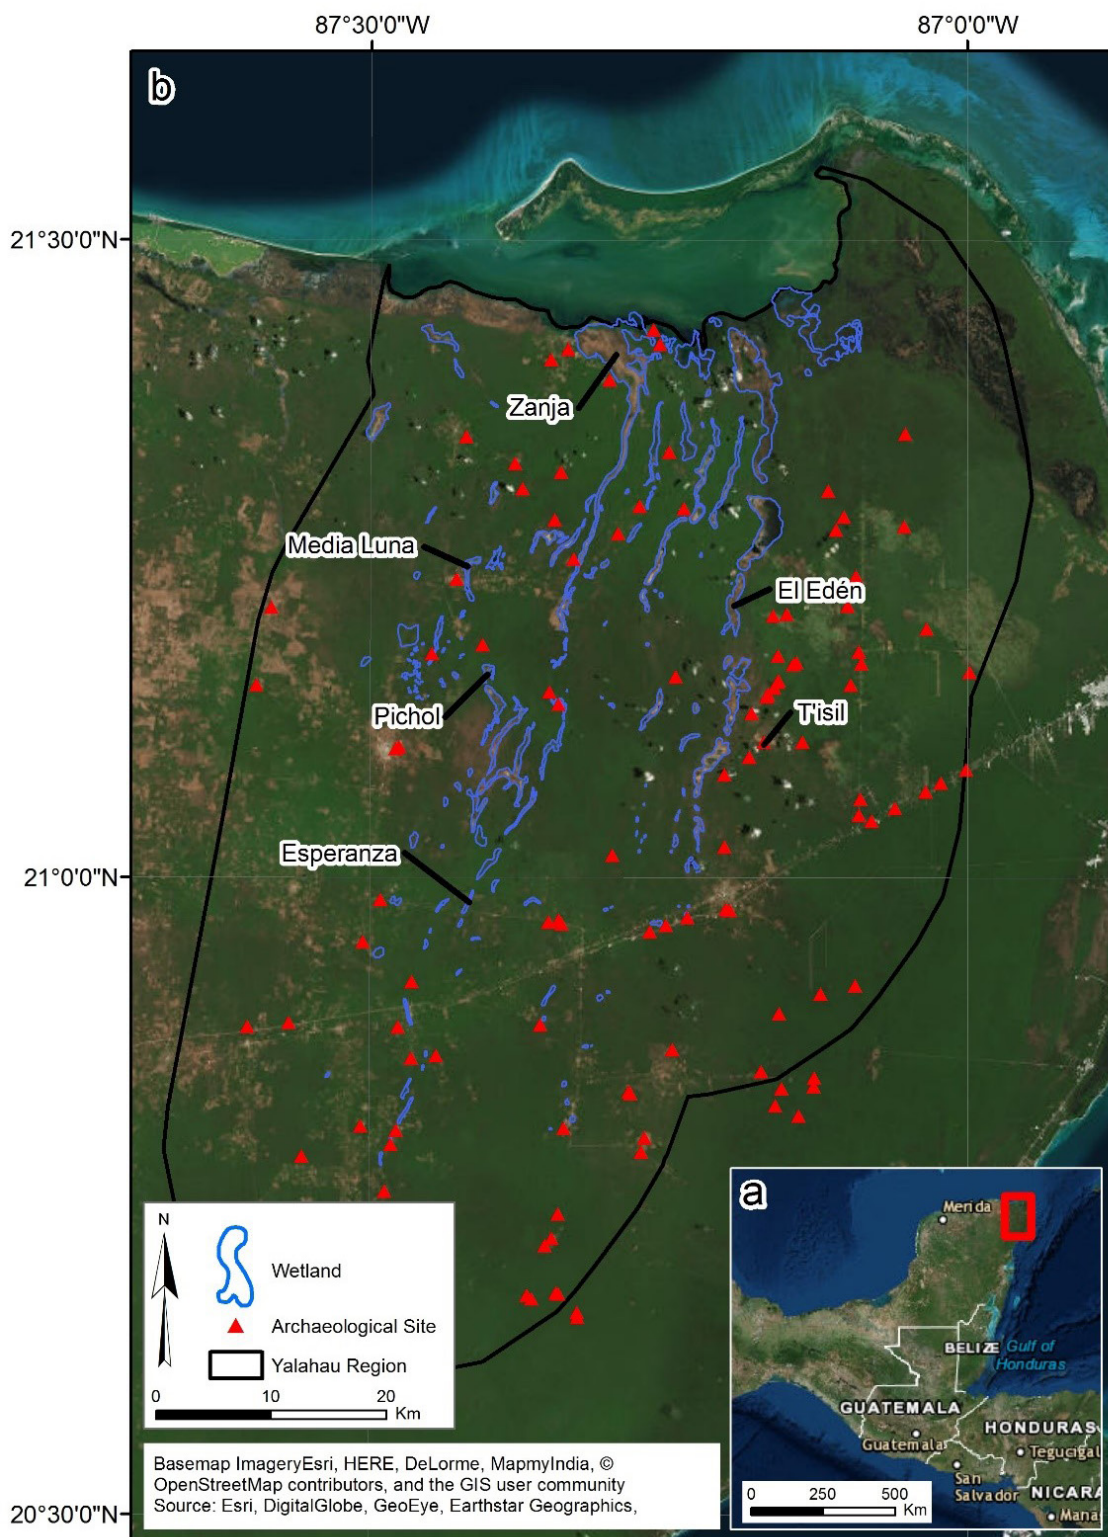 87°30'0"W
87°0'0"W
b
21°30'0"N
Zanja
Media Luna
El Edén
Pichol
T'isil
Esperanza
21°0'0"N
N
Wetland
Archaeological Site
Yalahau Region
0 10 20
Km
Basemap ImageryEsri, HERE, DeLorme, MapmyIndia, ©
OpenStreetMap contributors, and the GIS user community
Source: Esri, DigitalGlobe, GeoEye, Earthstar Geographics,
20°30'0"N
a
Merida
BELIZE
Gulf of
Honduras
GUATEMALA
Guatemala
HONDURAS
Tegucigal
San
Salvador
NICARA
Mana
0 250 500
Km